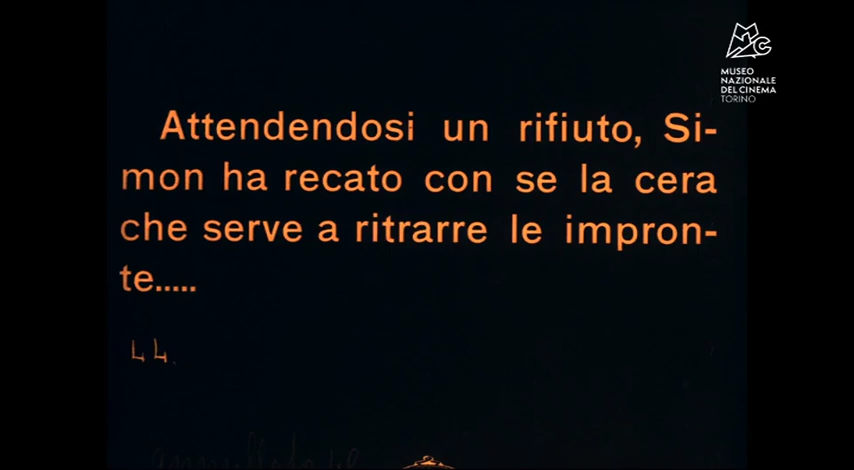 MUSEO
NAZIONALE
DEL CINEMA
TORINO
Attendendosi un rifiuto, Si-
mon ha recato con se la cera
che serve a ritrarre le impron-
te.....
44.